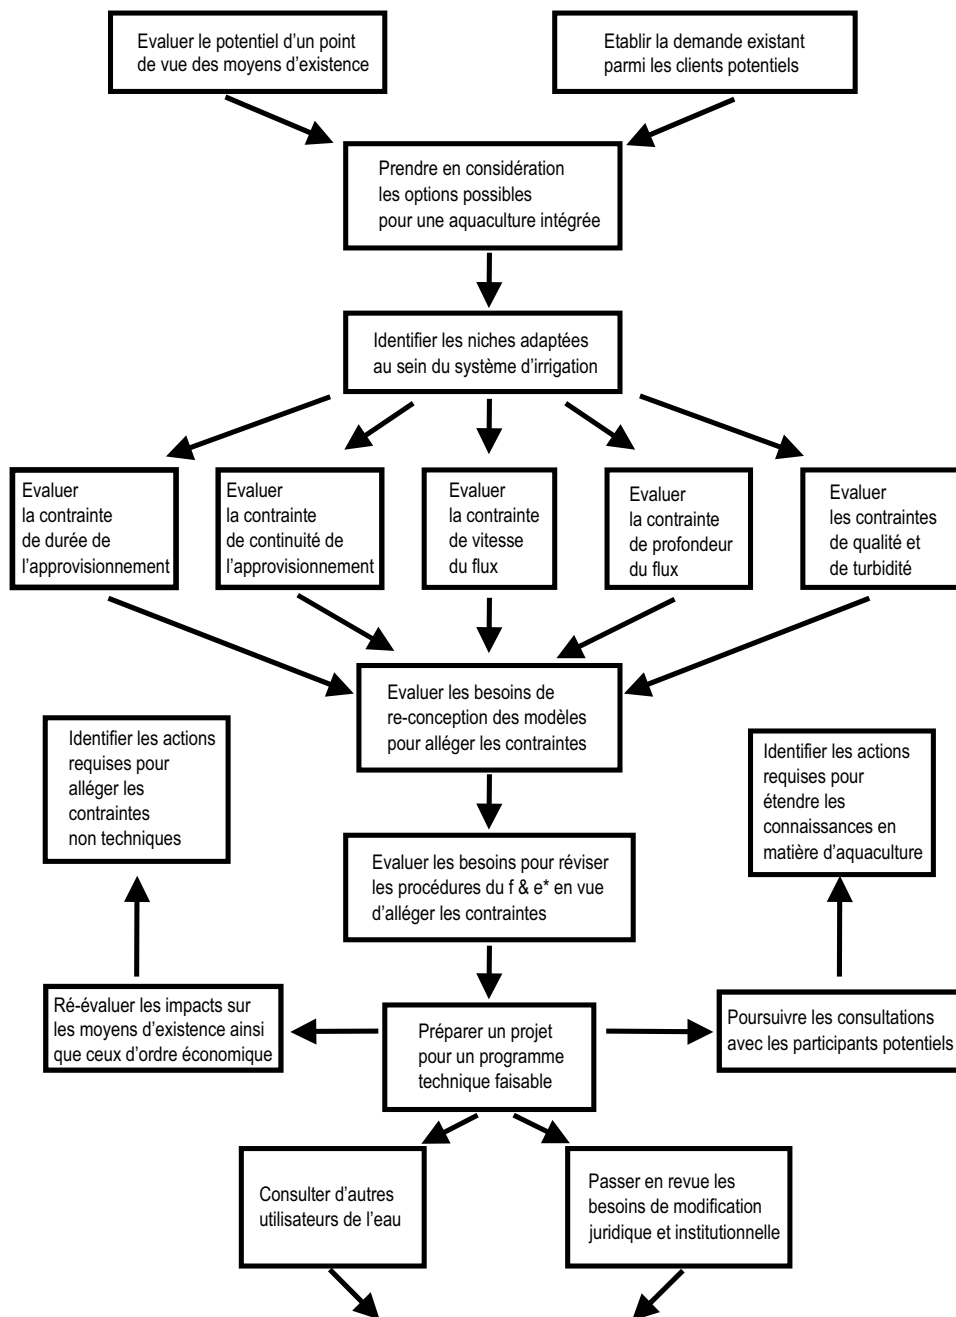 Evaluer le potentiel d’un point
de vue des moyens d’existence
Etablir la demande existant
parmi les clients potentiels
Prendre en considération
les options possibles
pour une aquaculture intégrée
Identifier les niches adaptées
au sein du système d’irrigation
Evaluer
la contrainte
de durée de
l’approvisionnement
Evaluer
la contrainte
de continuité de
l’approvisionnement
Evaluer
la contrainte
de vitesse
du flux
Evaluer
la contrainte
de profondeur
du flux
Evaluer
les contraintes
de qualité et
de turbidité
Evaluer les besoins de
re-conception des modèles
pour alléger les contraintes
Identifier les actions
requises pour
alléger les
contraintes
non techniques
Identifier les actions
requises pour
étendre les
connaissances en
matière d’aquaculture
Evaluer les besoins pour réviser
les procédures du f & e* en vue
d’alléger les contraintes
Ré-évaluer les impacts sur
les moyens d’existence ainsi
que ceux d’ordre économique
Préparer un projet
pour un programme
technique faisable
Poursuivre les consultations
avec les participants potentiels
Consulter d’autres
utilisateurs de l’eau
Passer en revue les
besoins de modification
juridique et institutionnelle